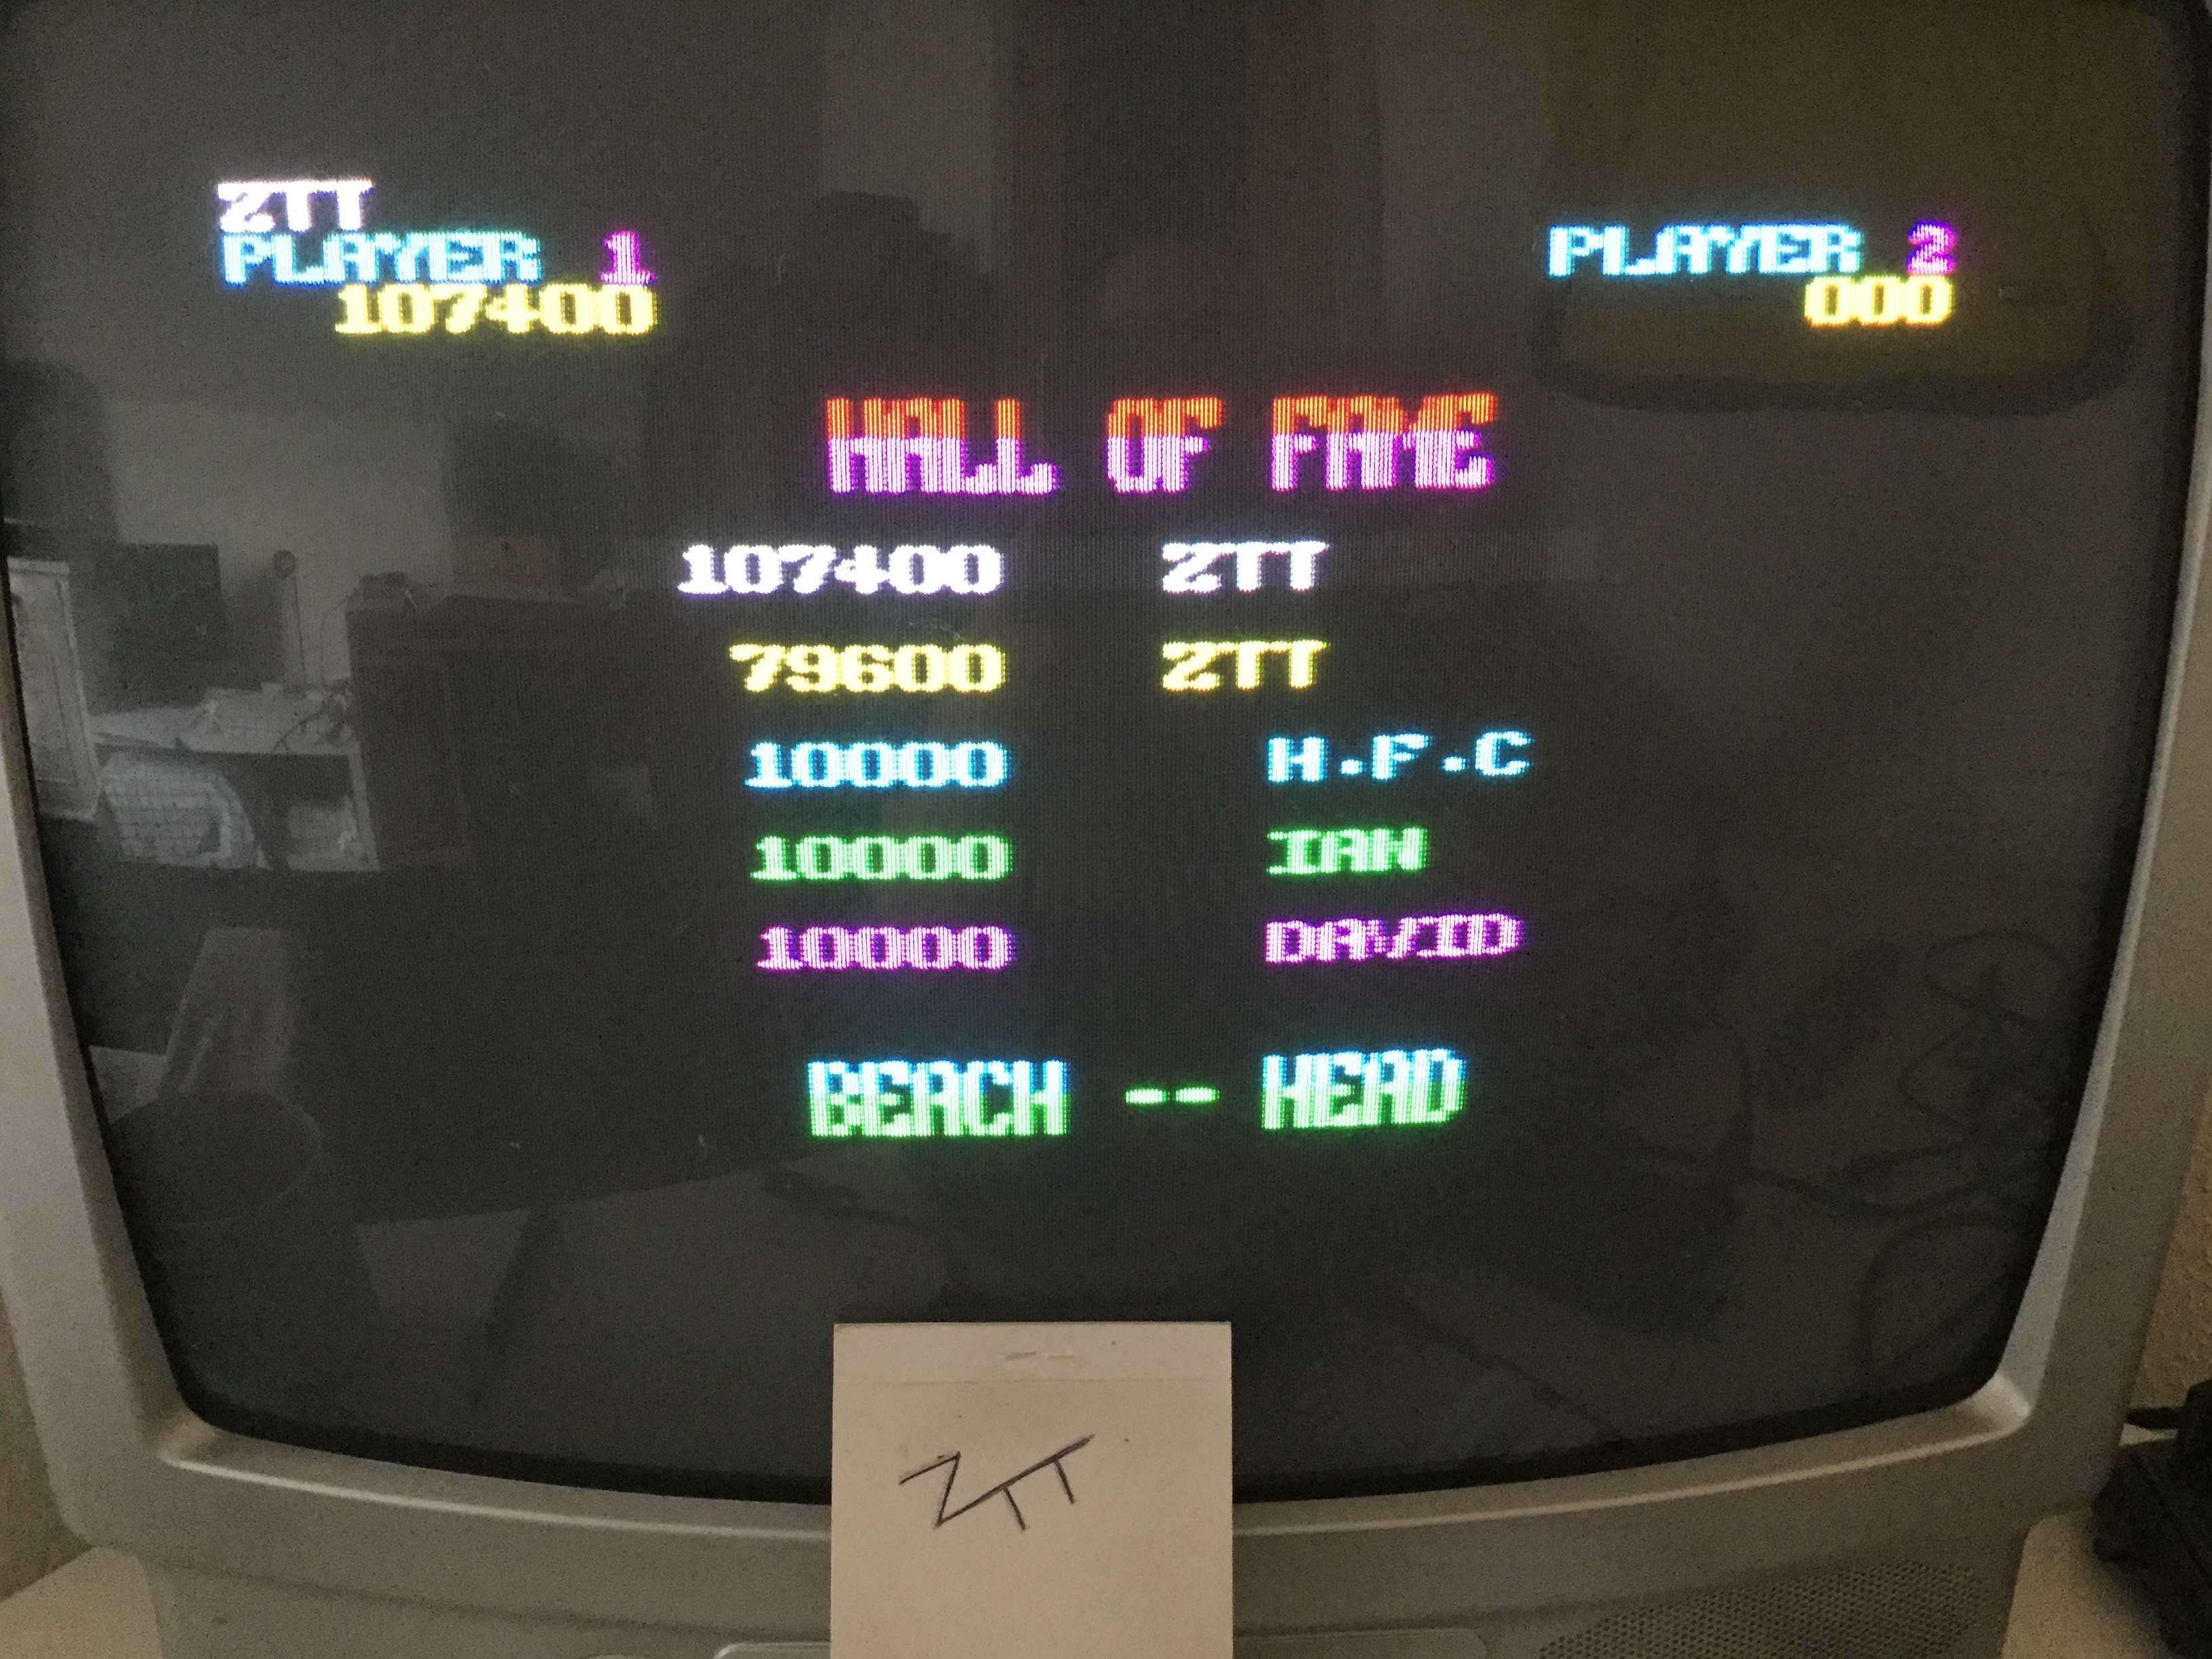 ZTT
PLAYER 1
107400
PLAYER 2
000
HALL OF FAME
107400 ZTT
79600 ZTT
10000 H.F.C
10000 IAN
10000 DAVID
BEACH -- HEAD
ZTT